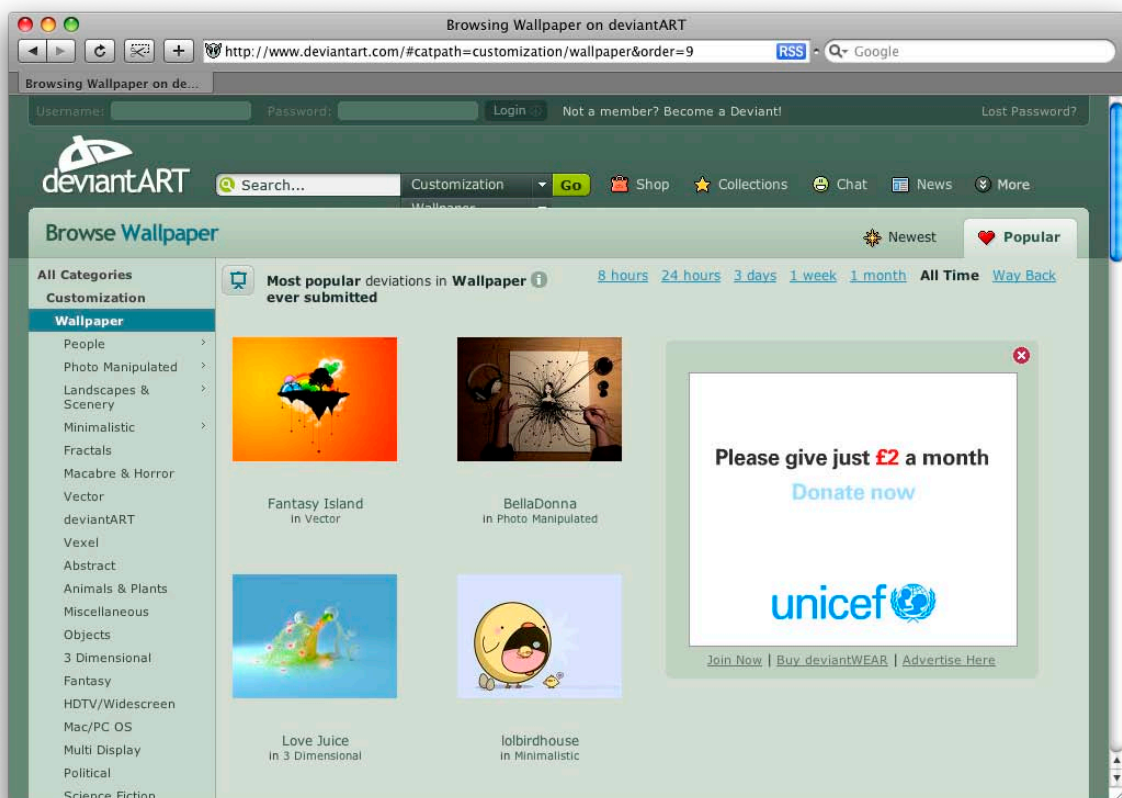 Browsing Wallpaper on deviantART
http://www.deviantart.com/#catpath=customization/wallpaper&order=9
RSS
Google
Browsing Wallpaper on de...
Username:
Password:
Login
Not a member? Become a Deviant!
Lost Password?
deviantART
Search...
Customization
Go
Shop
Collections
Chat
News
More
Wallpaper
Browse Wallpaper
Newest
Popular
All Categories
Customization
Wallpaper
People
Photo Manipulated
Landscapes &
Scenery
Minimalistic
Fractals
Macabre & Horror
Vector
deviantART
Vexel
Abstract
Animals & Plants
Miscellaneous
Objects
3 Dimensional
Fantasy
HDTV/Widescreen
Mac/PC OS
Multi Display
Political
Science Fiction
Most popular deviations in Wallpaper
ever submitted
8 hours 24 hours 3 days 1 week 1 month All Time Way Back
Fantasy Island
in Vector
BellaDonna
in Photo Manipulated
Love Juice
in 3 Dimensional
lolbirdhouse
in Minimalistic
Please give just £2 a month
Donate now
unicef
Join Now | Buy deviantWEAR | Advertise Here